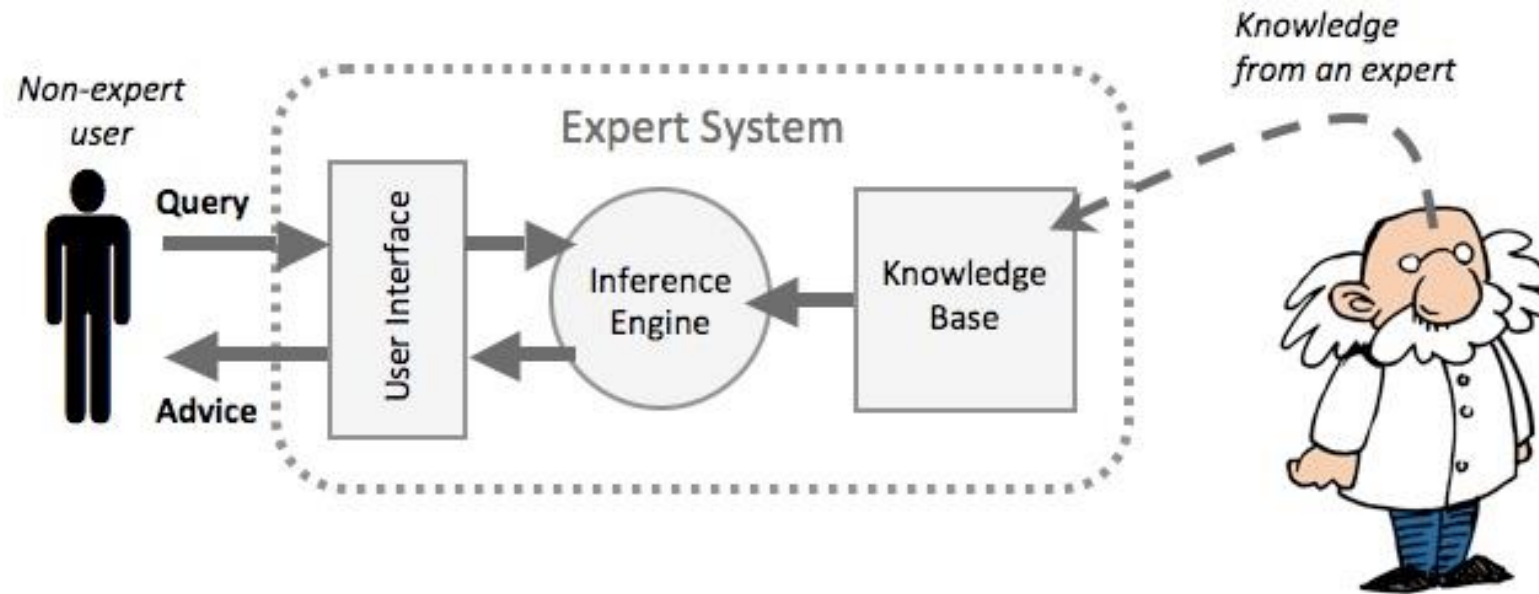 Non-expert
user
Query
Advice
Expert System
User Interface
Inference
Engine
Knowledge
Base
Knowledge
from an expert